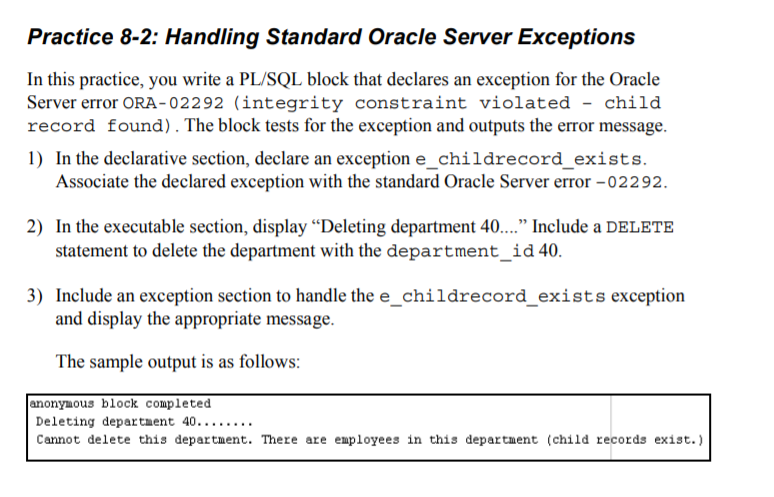 Practice 8-2: Handling Standard Oracle Server Exceptions
In this practice, you write a PL/SQL block that declares an exception for the Oracle
Server error ORA-02292 (integrity constraint violated – child
record found). The block tests for the exception and outputs the error message.
1) In the declarative section, declare an exception e_childrecord_exists.
Associate the declared exception with the standard Oracle Server error –02292.
2) In the executable section, display “Deleting department 40....” Include a DELETE
statement to delete the department with the department_id 40.
3) Include an exception section to handle the e_childrecord_exists exception
and display the appropriate message.
The sample output is as follows:
anonymous block completed
Deleting department 40........
Cannot delete this department. There are employees in this department (child records exist.)